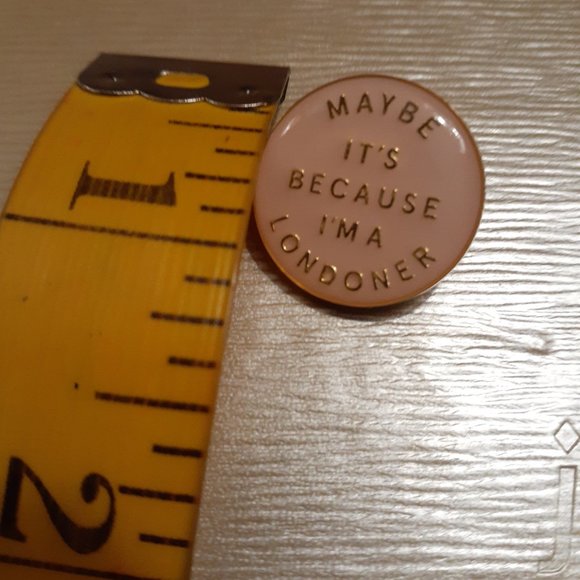 MAYBE
IT'S
BECAUSE
I'M A
LONDONER
1
2
j